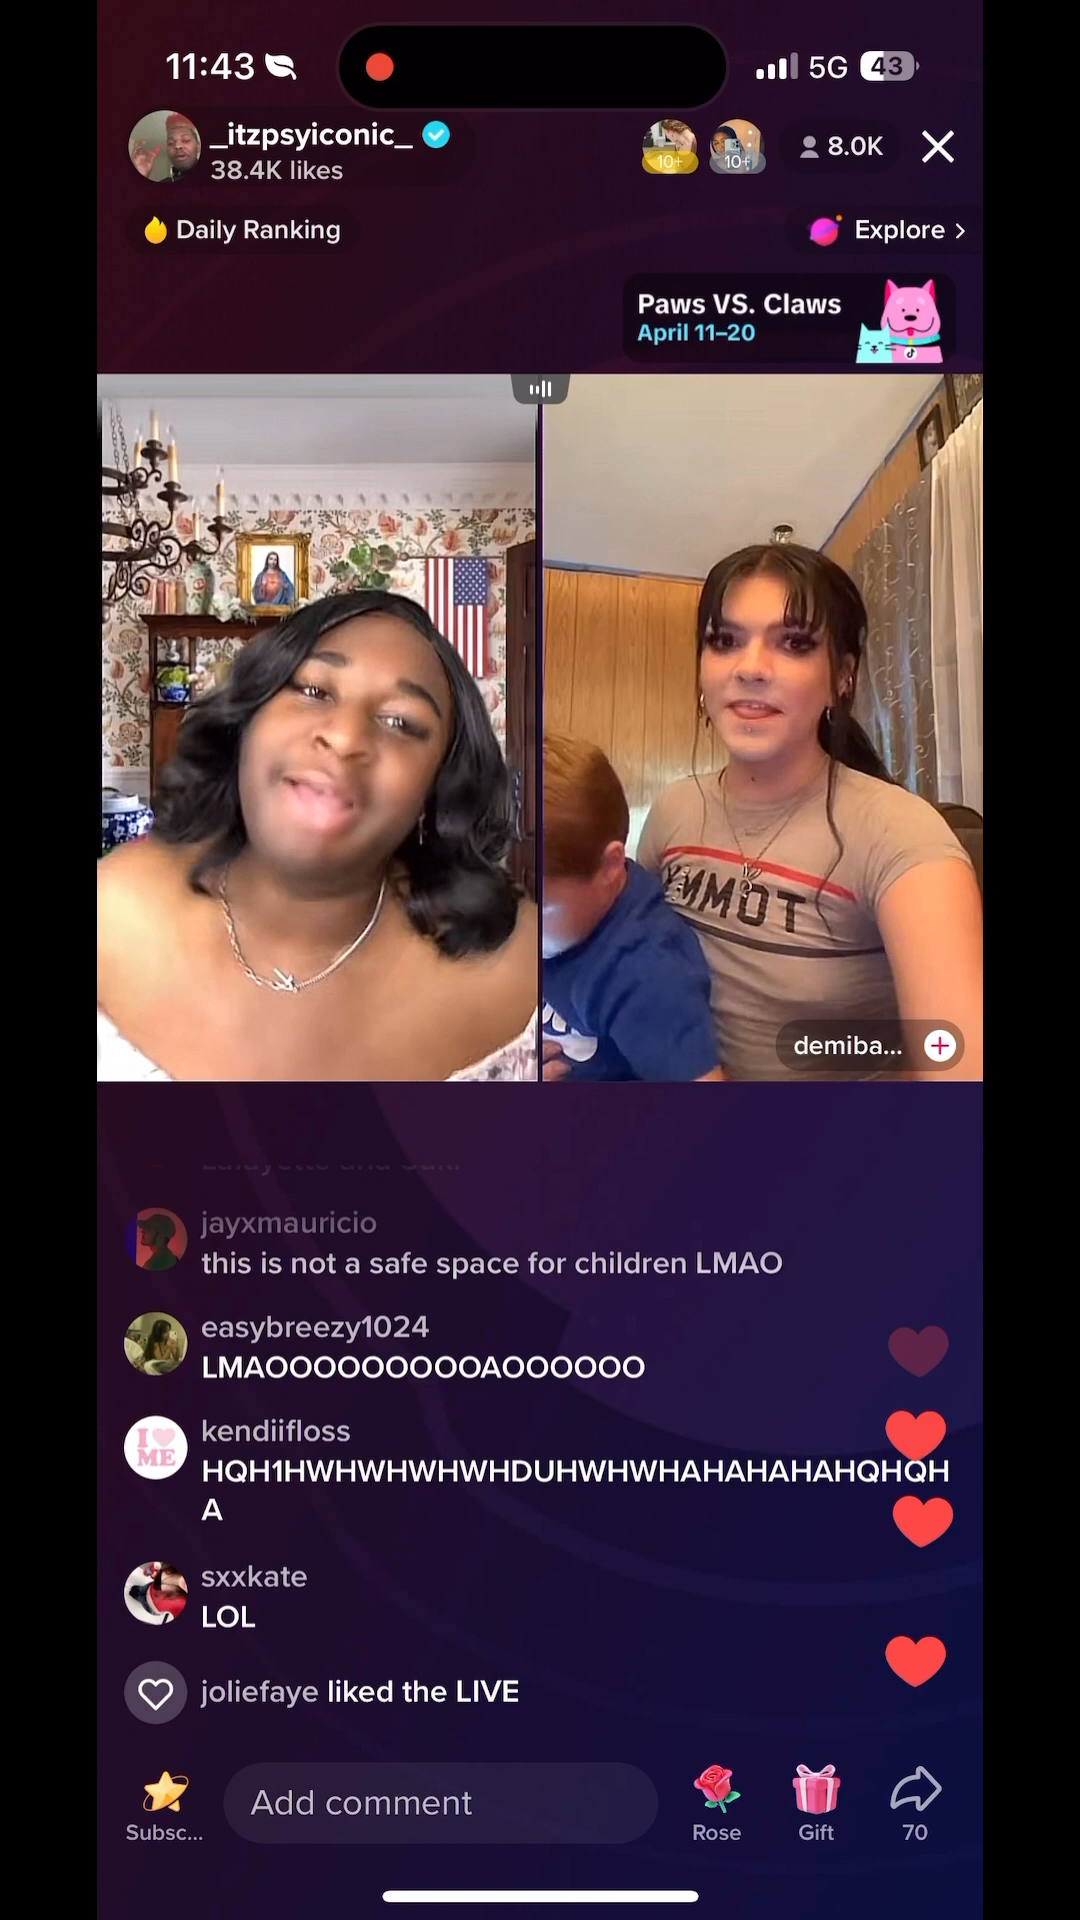 11:43
5G 43
_itzpsyiconic_
38.4K likes
10+
10+
8.0K
Daily Ranking
Explore >
Paws VS. Claws
April 11–20
YMMOT
demiba...
jayxmauricio
this is not a safe space for children LMAO
easybreezy1024
LMAOOOOOOOOOAOOOOOO
I ME
kendiifloss
HQH1HWHWHWHWHDUHWHWHAHAHAHAHQHQH
A
sxxkate
LOL
joliefaye liked the LIVE
Subsc...
Add comment
Rose
Gift
70